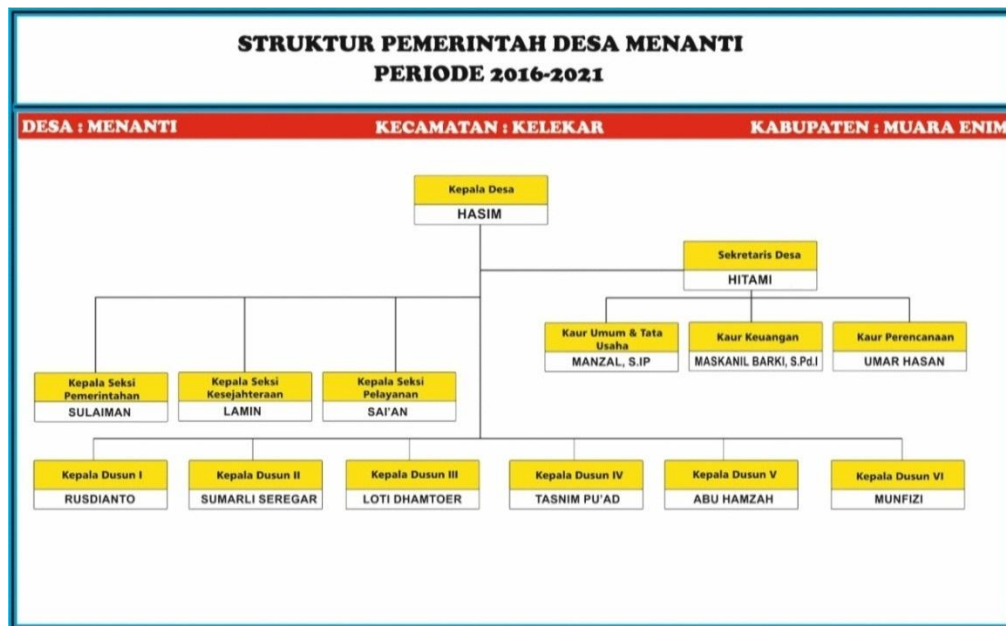 STRUKTUR PEMERINTAH DESA MENANTI
PERIODE 2016-2021
DESA : MENANTI
KECAMATAN : KELEKAR
KABUPATEN : MUARA ENIM
Kepala Desa
HASIM
Sekretaris Desa
HITAMI
Kaur Umum & Tata
Usaha
MANZAL, S.IP
Kaur Keuangan
MASKANIL BARKI, S.Pd.I
Kaur Perencanaan
UMAR HASAN
Kepala Seksi
Pemerintahan
SULAIMAN
Kepala Seksi
Kesejahteraan
LAMIN
Kepala Seksi
Pelayanan
SAI'AN
Kepala Dusun I
RUSDIANTO
Kepala Dusun II
SUMARLI SEREGAR
Kepala Dusun III
LOTI DHAMTOER
Kepala Dusun IV
TASNIM PU'AD
Kepala Dusun V
ABU HAMZAH
Kepala Dusun VI
MUNFIZI